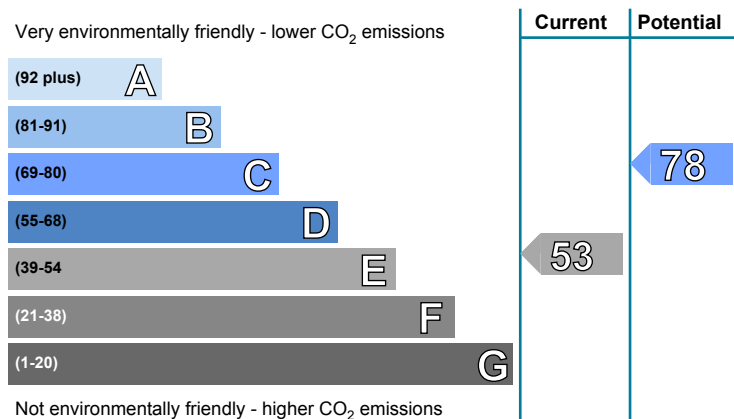 Very environmentally friendly - lower CO₂ emissions
Current
Potential
(92 plus) A
(81-91) B
(69-80) C
78
(55-68) D
(39-54 E
53
(21-38) F
(1-20) G
Not environmentally friendly - higher CO₂ emissions